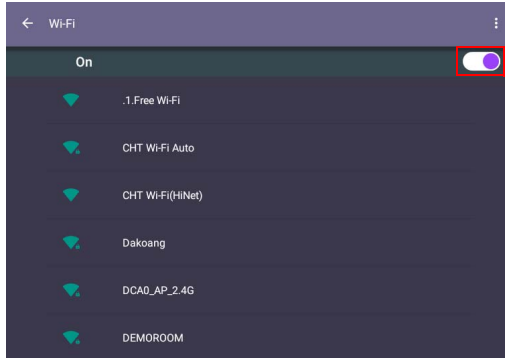 Wi-Fi
On
.1.Free Wi-Fi
CHT Wi-Fi Auto
CHT Wi-Fi(HiNet)
Dakoang
DCA0_AP_2.4G
DEMOROOM